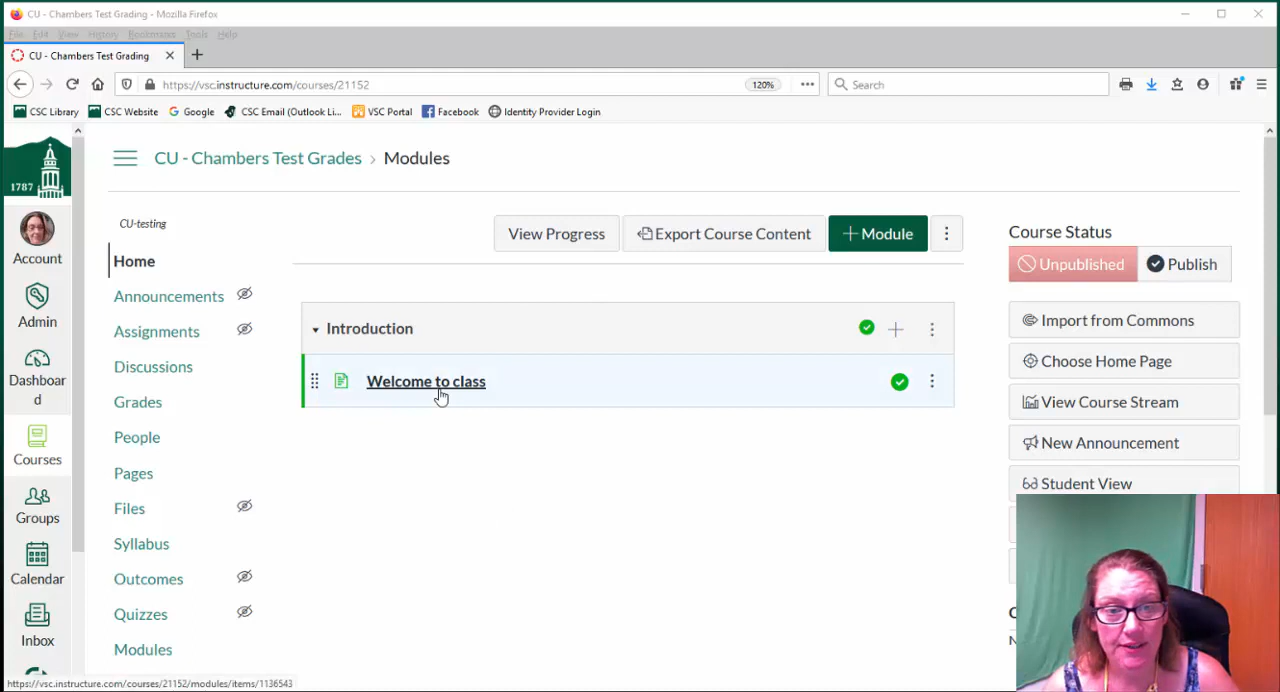 CU - Chambers Test Grading - Mozilla Firefox
File Edit View History Bookmarks Tools Help
CU - Chambers Test Grading
https://vsc.instructure.com/courses/21152 120% Search
CSC Library CSC Website Google CSC Email (Outlook Li... VSC Portal Facebook Identity Provider Login
1787
CU - Chambers Test Grades › Modules
CU-testing
View Progress Export Course Content + Module
Course Status
Unpublished Publish
Account
Admin
Dashboar
d
Courses
Groups
Calendar
Inbox
Home
Announcements
Assignments
Discussions
Grades
People
Pages
Files
Syllabus
Outcomes
Quizzes
Modules
Introduction
Welcome to class
Import from Commons
Choose Home Page
View Course Stream
New Announcement
Student View
https://vsc.instructure.com/courses/21152/modules/items/1136543